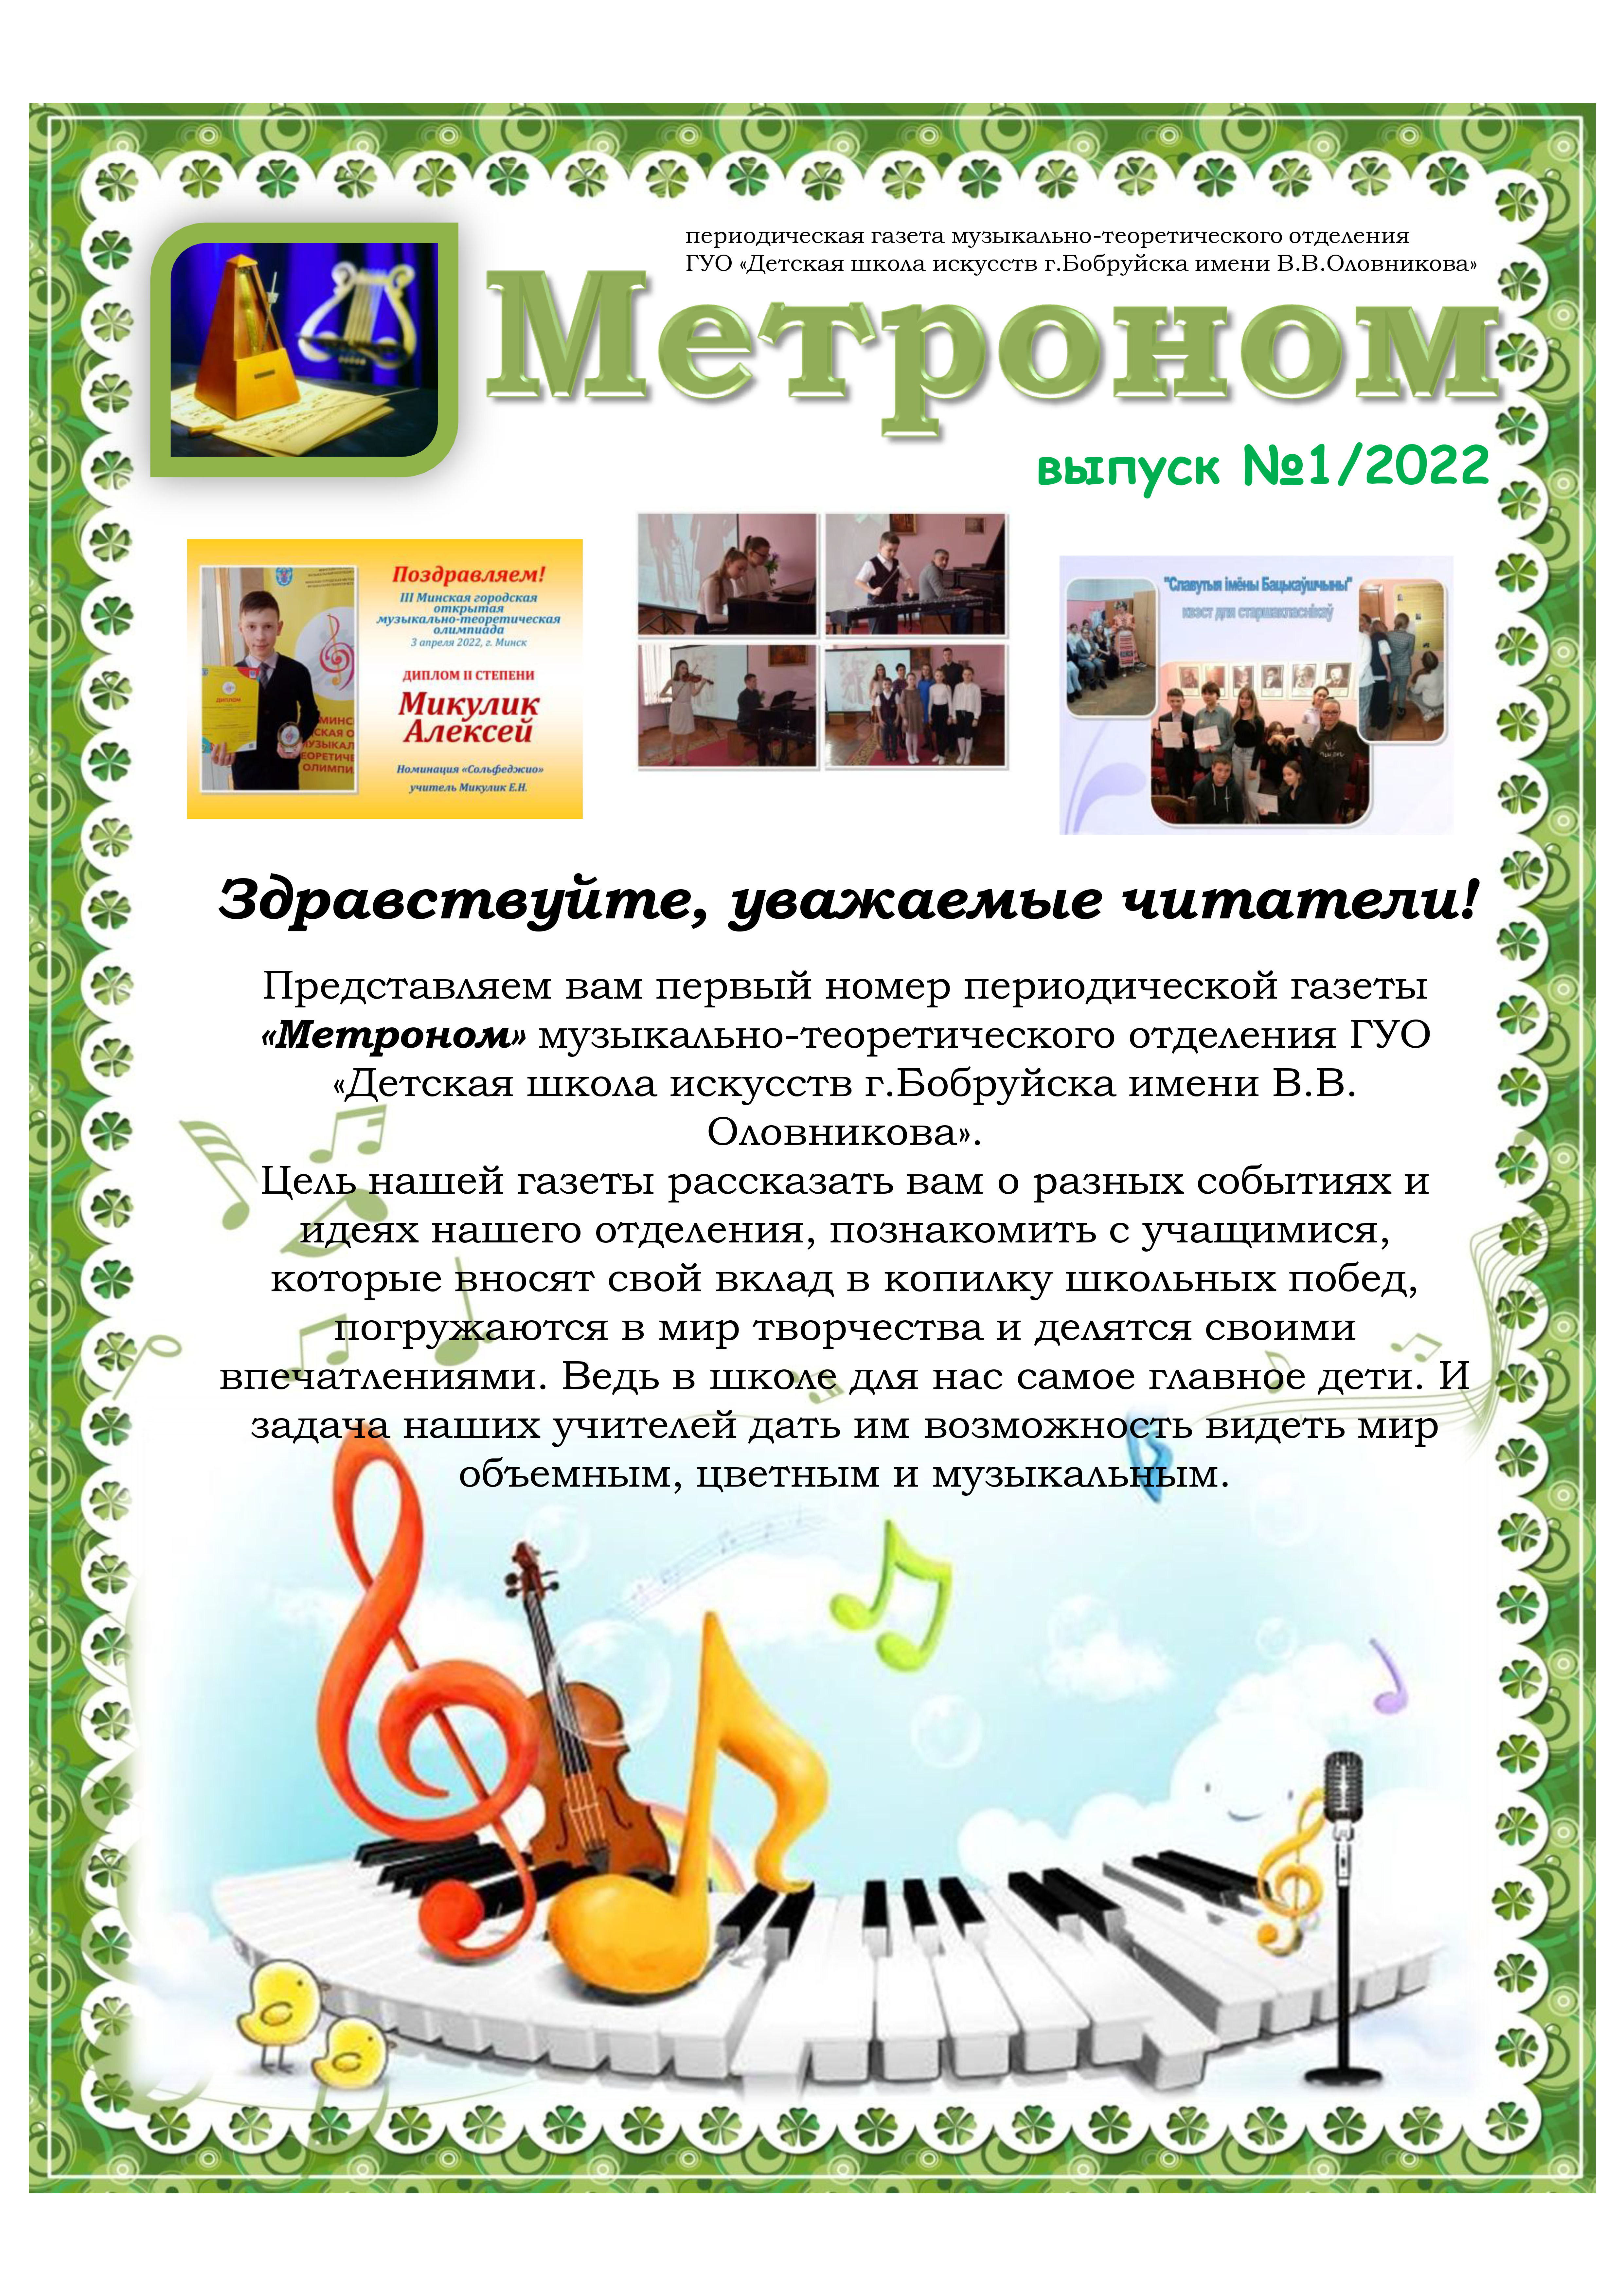 периодическая газета музыкально-теоретического отделения
ГУО «Детская школа искусств г.Бобруйска имени В.В.Оловникова»
Метроном
выпуск №1/2022
Поздравляем!
III Минская городская
открытая
музыкально-теоретическая
олимпиада
3 апреля 2022, г. Минск
ДИПЛОМ II СТЕПЕНИ
Микулик
Алексей
Номинация «Сольфеджио»
учитель Микулик Е.Н.
ДИПЛОМ
"Славутыя імёны Бацькаўшчыны"
квэст для старшакласнікаў
Здравствуйте, уважаемые читатели!
Представляем вам первый номер периодической газеты
«Метроном» музыкально-теоретического отделения ГУО
«Детская школа искусств г.Бобруйска имени В.В.
Оловникова».
Цель нашей газеты рассказать вам о разных событиях и
идеях нашего отделения, познакомить с учащимися,
которые вносят свой вклад в копилку школьных побед,
погружаются в мир творчества и делятся своими
впечатлениями. Ведь в школе для нас самое главное дети. И
задача наших учителей дать им возможность видеть мир
объемным, цветным и музыкальным.